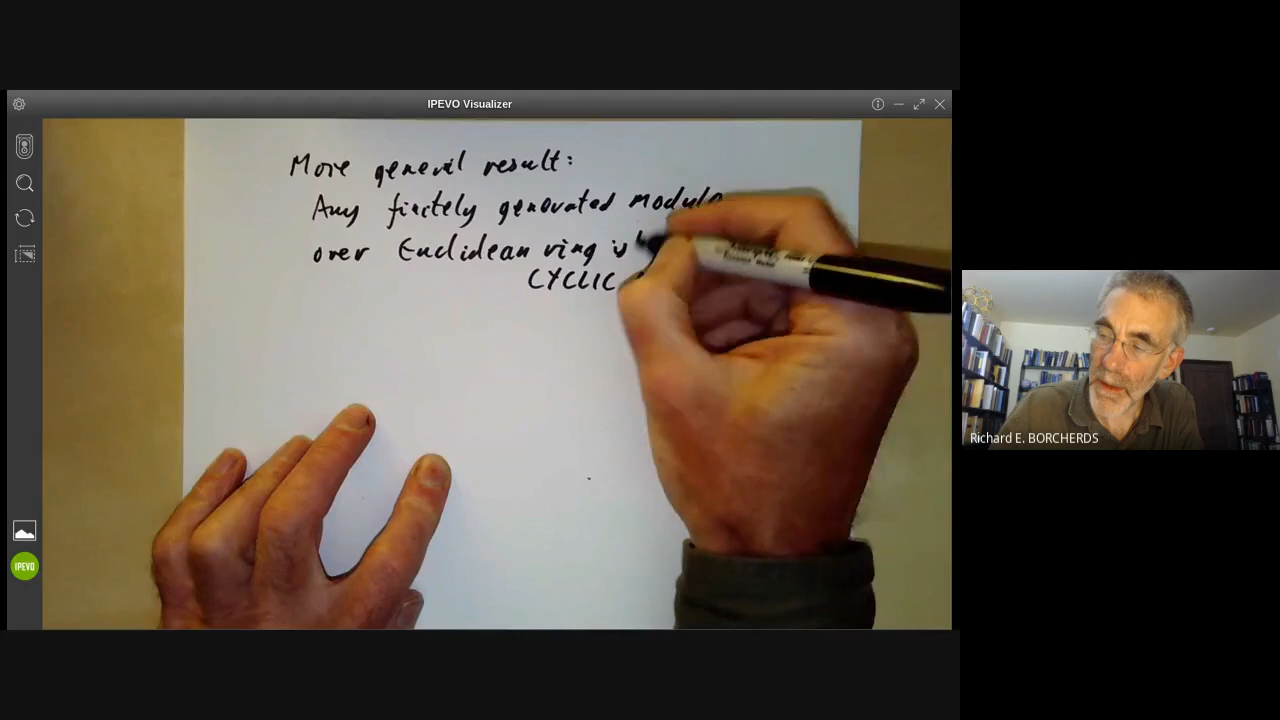 IPEVO Visualizer
More general result:
Any finitely generated module
over Euclidean ring is
CYCLIC
IPEVO
Richard E. BORCHERDS